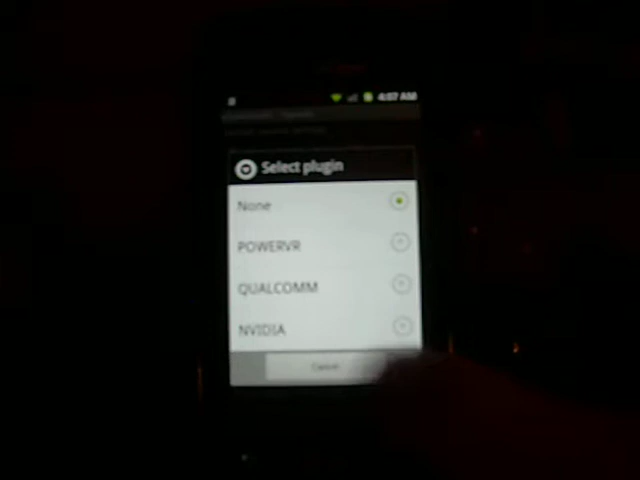 4:07 AM
Select plugin
None
POWERVR
QUALCOMM
NVIDIA
Cancel